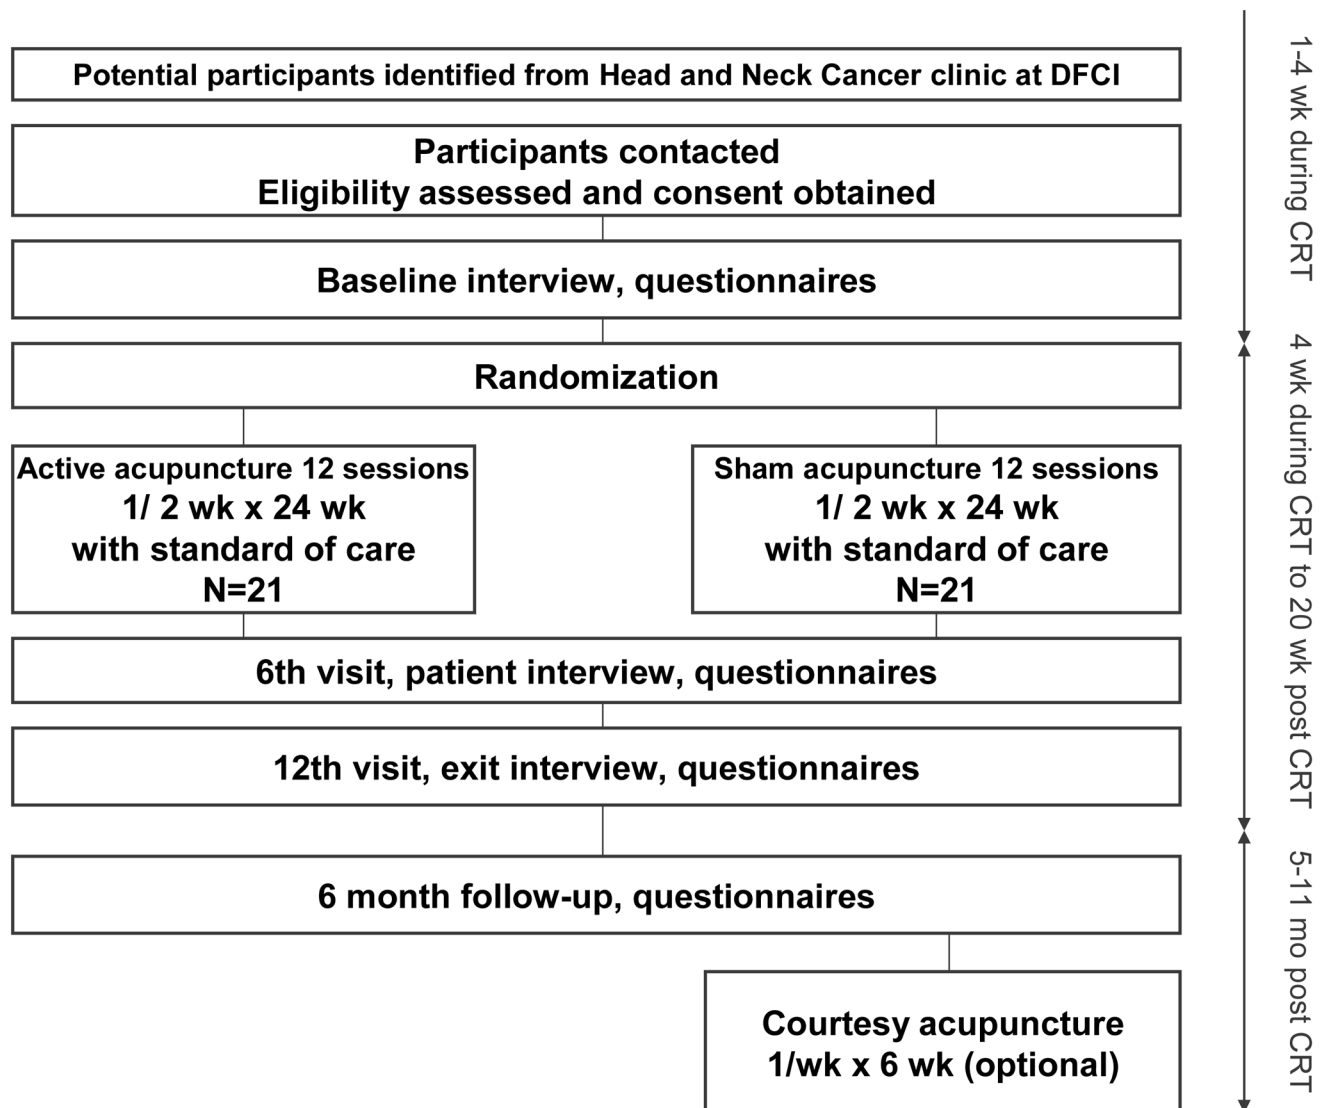 Potential participants identified from Head and Neck Cancer clinic at DFCI
Participants contacted
Eligibility assessed and consent obtained
Baseline interview, questionnaires
Randomization
Active acupuncture 12 sessions
1/ 2 wk x 24 wk
with standard of care
N=21
Sham acupuncture 12 sessions
1/ 2 wk x 24 wk
with standard of care
N=21
6th visit, patient interview, questionnaires
12th visit, exit interview, questionnaires
6 month follow-up, questionnaires
Courtesy acupuncture
1/wk x 6 wk (optional)
1-4 wk during CRT
4 wk during CRT to 20 wk post CRT
5-11 mo post CRT